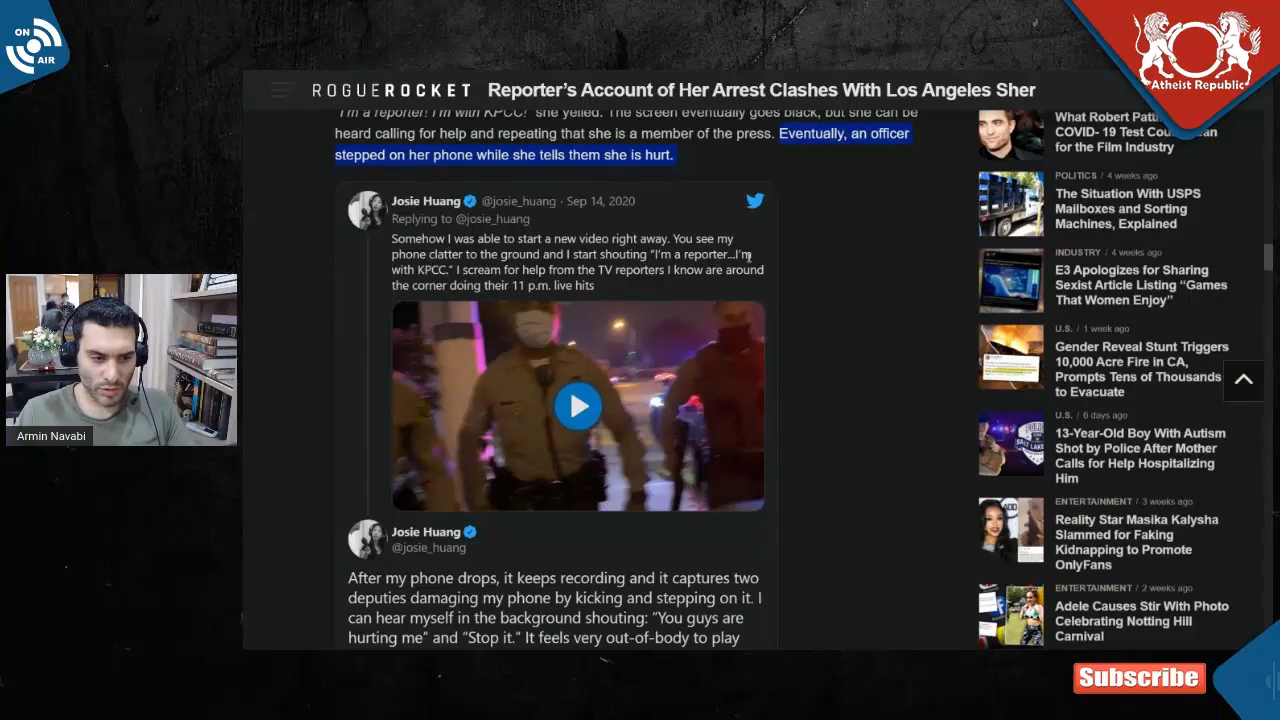 ON
AIR
Atheist Republic
ROGUEROCKET
Reporter's Account of Her Arrest Clashes With Los Angeles Sher
"I'm a reporter! I'm with KPCC!" she yelled. The screen eventually goes black, but she can be
heard calling for help and repeating that she is a member of the press. Eventually, an officer
stepped on her phone while she tells them she is hurt.
Josie Huang @josie_huang · Sep 14, 2020
Replying to @josie_huang
Somehow I was able to start a new video right away. You see my
phone clatter to the ground and I start shouting "I'm a reporter...I'm
with KPCC." I scream for help from the TV reporters I know are around
the corner doing their 11 p.m. live hits
Josie Huang
@josie_huang
After my phone drops, it keeps recording and it captures two
deputies damaging my phone by kicking and stepping on it. I
can hear myself in the background shouting: "You guys are
hurting me" and "Stop it." It feels very out-of-body to play
What Robert
COVID- 19 Test
for the Film Industry
POLITICS / 4 weeks ago
The Situation With USPS
Mailboxes and Sorting
Machines, Explained
INDUSTRY / 4 weeks ago
E3 Apologizes for Sharing
Sexist Article Listing "Games
That Women Enjoy"
U.S. / 1 week ago
Gender Reveal Stunt Triggers
10,000 Acre Fire in CA,
Prompts Tens of Thousands
to Evacuate
U.S. / 6 days ago
13-Year-Old Boy With Autism
Shot by Police After Mother
Calls for Help Hospitalizing
Him
ENTERTAINMENT / 3 weeks ago
Reality Star Masika Kalysha
Slammed for Faking
Kidnapping to Promote
OnlyFans
ENTERTAINMENT / 2 weeks ago
Adele Causes Stir With Photo
Celebrating Notting Hill
Carnival
Armin Navabi
Subscribe